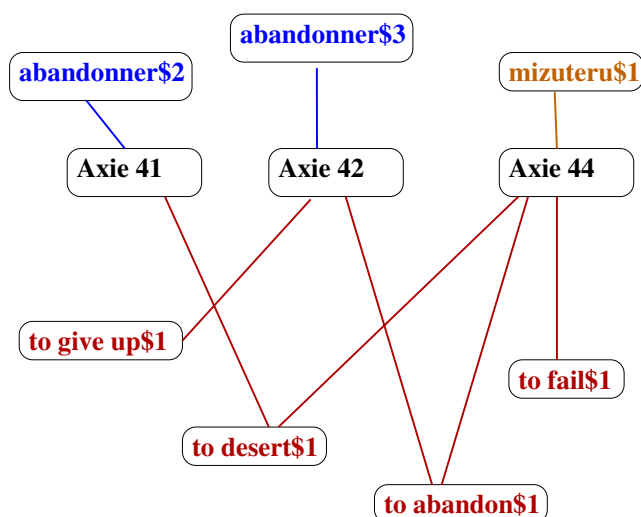 abandonner$3
abandonner$2
mizuteru$1
Axie 41
Axie 42
Axie 44
to give up$1
to fail$1
to desert$1
to abandon$1